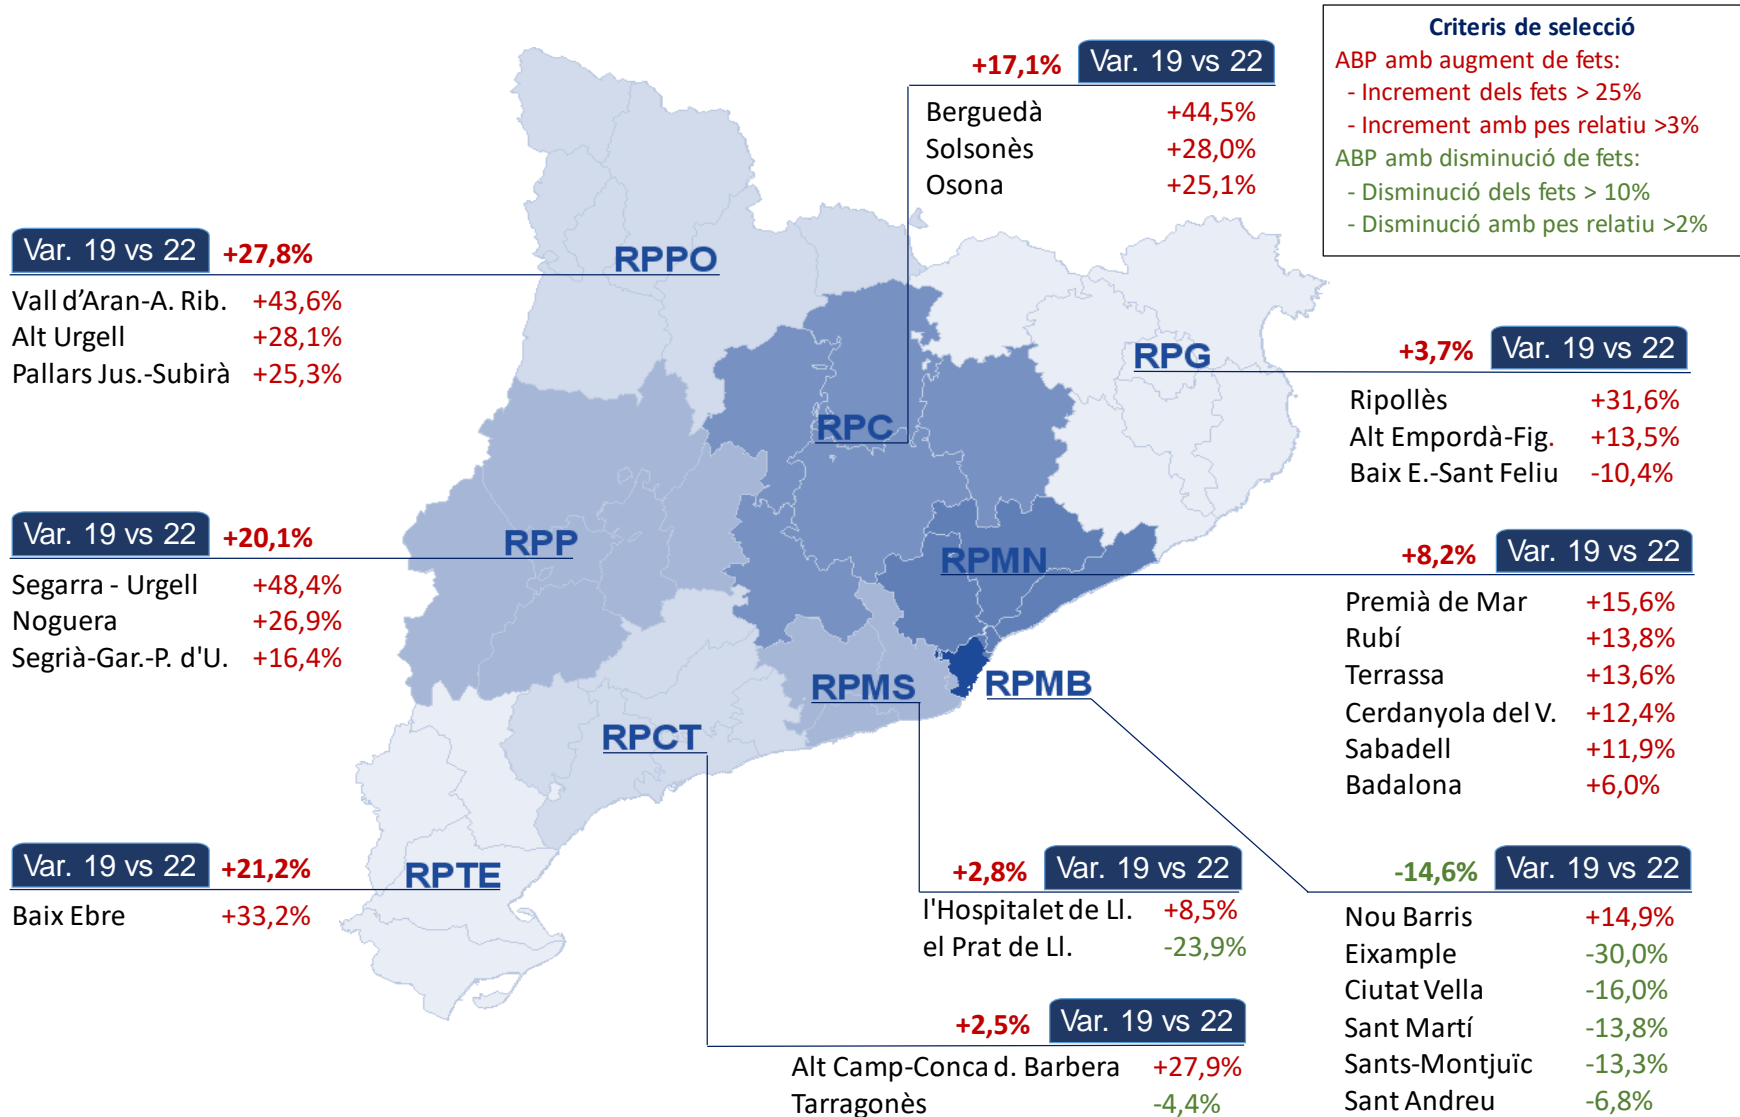 Criteris de selecció
ABP amb augment de fets:
- Increment dels fets > 25%
- Increment amb pes relatiu >3%
ABP amb disminució de fets:
- Disminució dels fets > 10%
- Disminució amb pes relatiu >2%
+17,1% Var. 19 vs 22
Berguedà +44,5%
Solsonès +28,0%
Osona +25,1%
Var. 19 vs 22 +27,8%
Vall d’Aran-A. Rib. +43,6%
Alt Urgell +28,1%
Pallars Jus.-Subirà +25,3%
RPPO
RPG
+3,7% Var. 19 vs 22
Ripollès +31,6%
Alt Empordà-Fig. +13,5%
Baix E.-Sant Feliu -10,4%
RPC
Var. 19 vs 22 +20,1%
Segarra - Urgell +48,4%
Noguera +26,9%
Segrià-Gar.-P. d'U. +16,4%
RPP
RPMN
+8,2% Var. 19 vs 22
Premià de Mar +15,6%
Rubí +13,8%
Terrassa +13,6%
Cerdanyola del V. +12,4%
Sabadell +11,9%
Badalona +6,0%
RPMS
RPMB
RPCT
Var. 19 vs 22 +21,2%
Baix Ebre +33,2%
RPTE
+2,8% Var. 19 vs 22
l'Hospitalet de Ll. +8,5%
el Prat de Ll. -23,9%
-14,6% Var. 19 vs 22
Nou Barris +14,9%
Eixample -30,0%
Ciutat Vella -16,0%
Sant Martí -13,8%
Sants-Montjuïc -13,3%
Sant Andreu -6,8%
+2,5% Var. 19 vs 22
Alt Camp-Conca d. Barbera +27,9%
Tarragonès -4,4%